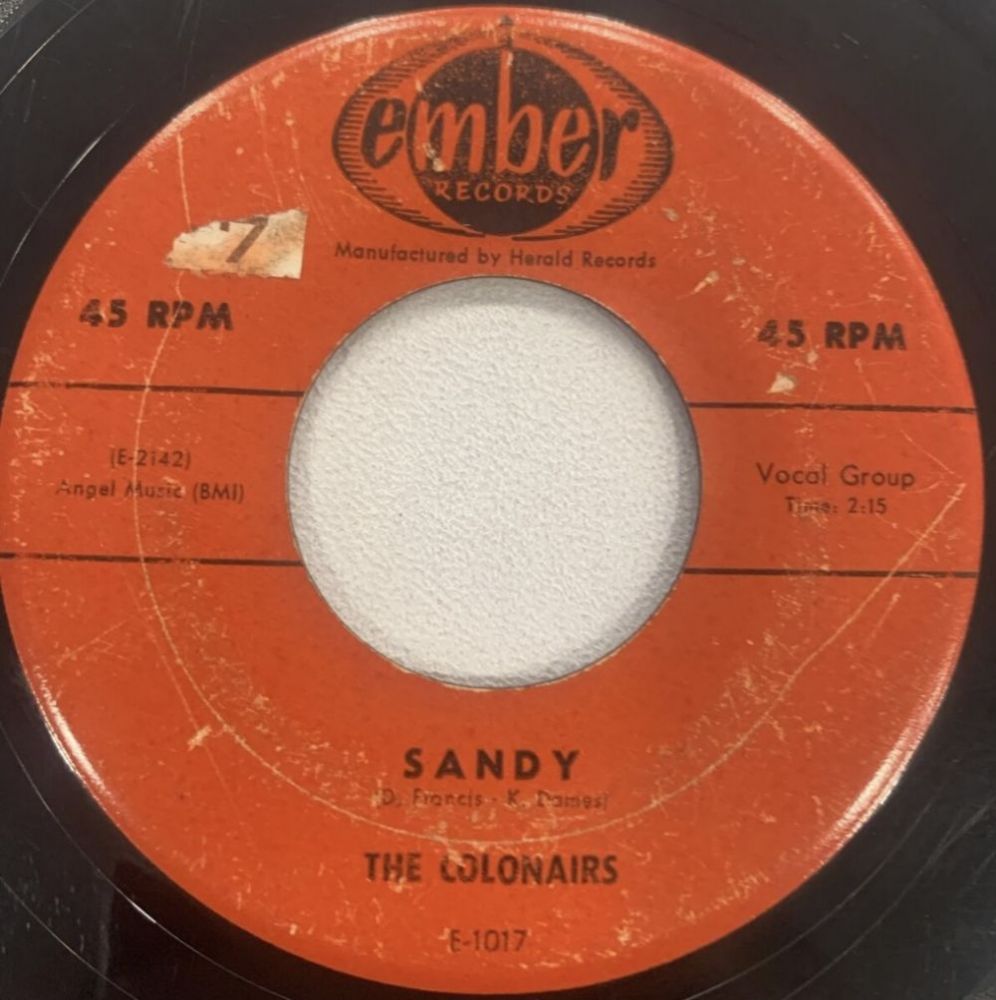 ember
RECORDS
Manufactured by Herald Records
7
45 RPM
45 RPM
(E-2142)
Angel Music (BMI)
Vocal Group
Time: 2:15
SANDY
(D. Francis - K. Dames)
THE COLONAIRS
E-1017